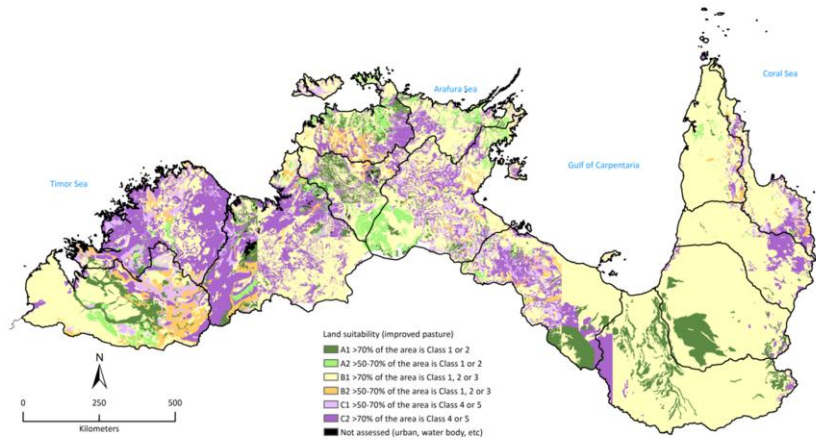 Coral Sea
Arafura Sea
Gulf of Carpentaria
Timor Sea
Land suitability (improved pasture)
A1 >70% of the area is Class 1 or 2
A2 >50-70% of the area is Class 1 or 2
B1 >70% of the area is Class 1, 2 or 3
B2 >50-70% of the area is Class 1, 2 or 3
C1 >50-70% of the area is Class 4 or 5
C2 >70% of the area is Class 4 or 5
Not assessed (urban, water body, etc)
N
0 250 500
Kilometers